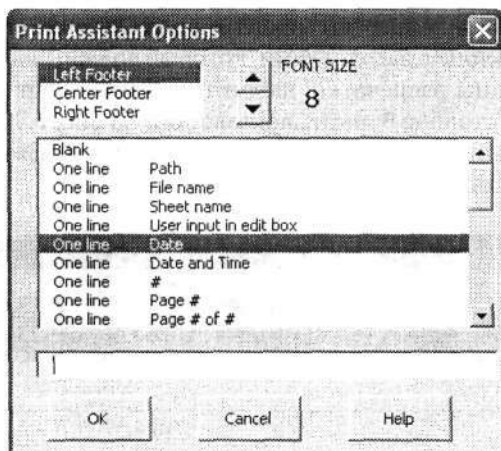 Print Assistant Options
Left Footer
Center Footer
Right Footer
FONT SIZE
8
Blank
One line Path
One line File name
One line Sheet name
One line User input in edit box
One line Date
One line Date and Time
One line #
One line Page #
One line Page # of #
OK Cancel Help